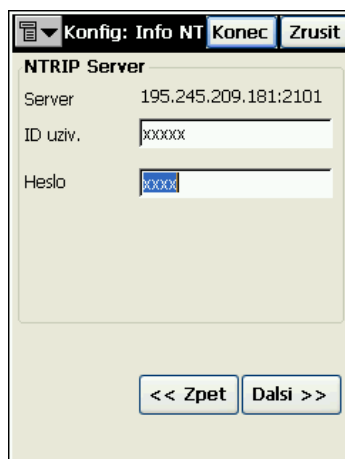 Konfig: Info NT Konec Zrusit
NTRIP Server
Server 195.245.209.181:2101
ID uziv. xxxxx
Heslo xxxx
<< Zpet Dalsi >>